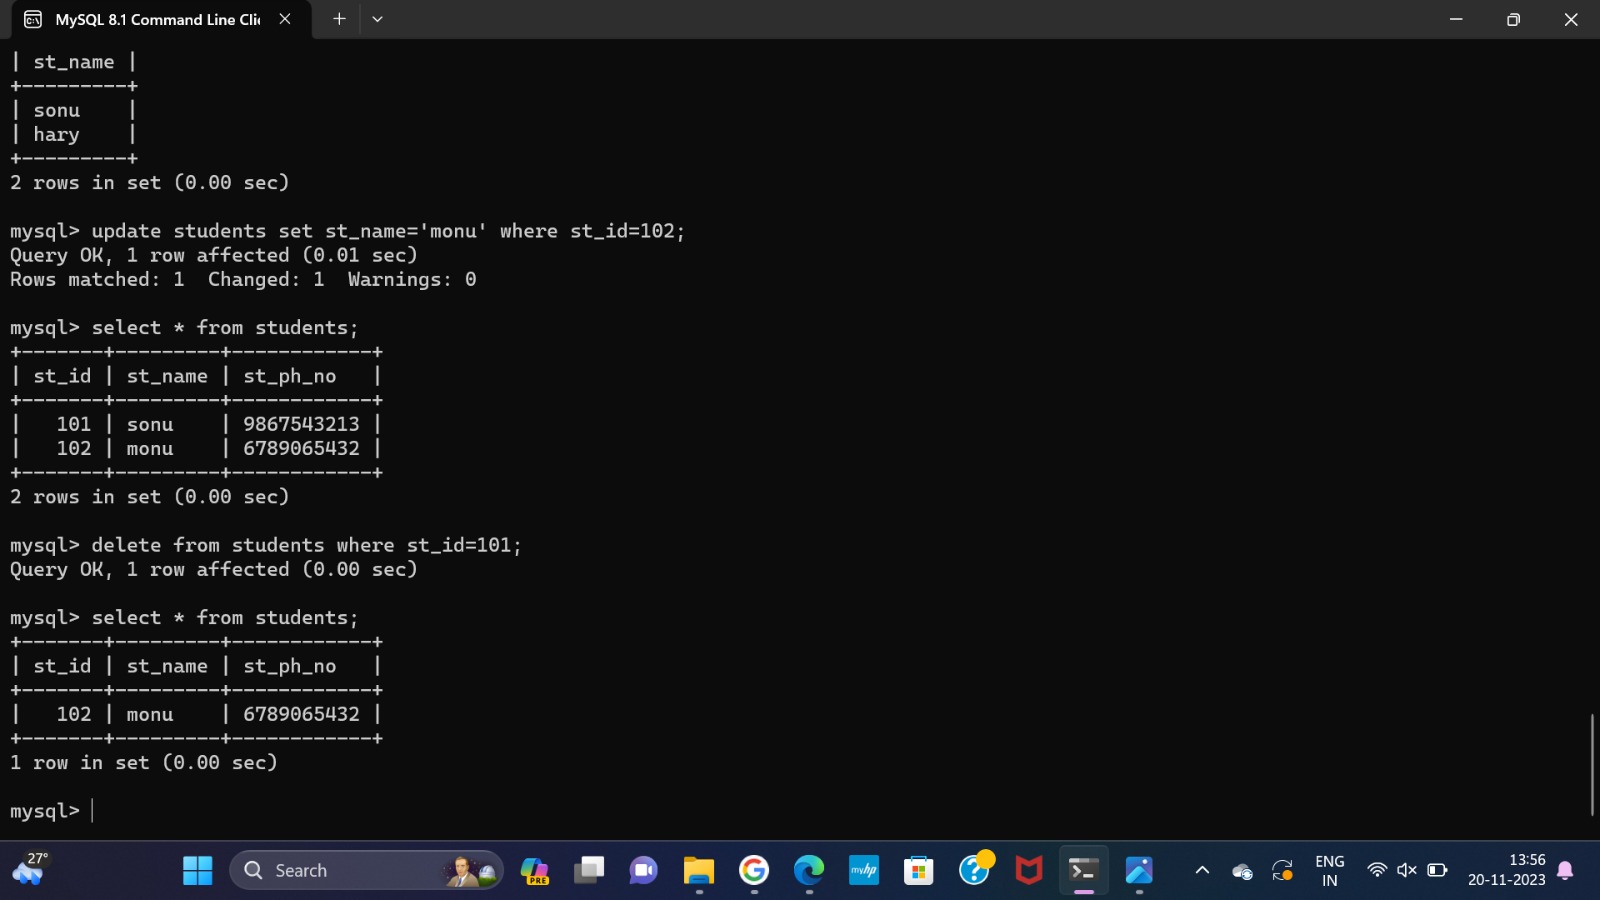 MySQL 8.1 Command Line Clie
| st_name |
+---------+
| sonu    |
| hary    |
+---------+
2 rows in set (0.00 sec)
mysql> update students set st_name='monu' where st_id=102;
Query OK, 1 row affected (0.01 sec)
Rows matched: 1  Changed: 1  Warnings: 0
mysql> select * from students;
+-------+---------+------------+
| st_id | st_name | st_ph_no   |
+-------+---------+------------+
|   101 | sonu    | 9867543213 |
|   102 | monu    | 6789065432 |
+-------+---------+------------+
2 rows in set (0.00 sec)
mysql> delete from students where st_id=101;
Query OK, 1 row affected (0.00 sec)
mysql> select * from students;
+-------+---------+------------+
| st_id | st_name | st_ph_no   |
+-------+---------+------------+
|   102 | monu    | 6789065432 |
+-------+---------+------------+
1 row in set (0.00 sec)
mysql>
27°
Search
PRE
myhp
ENG
IN
13:56
20-11-2023